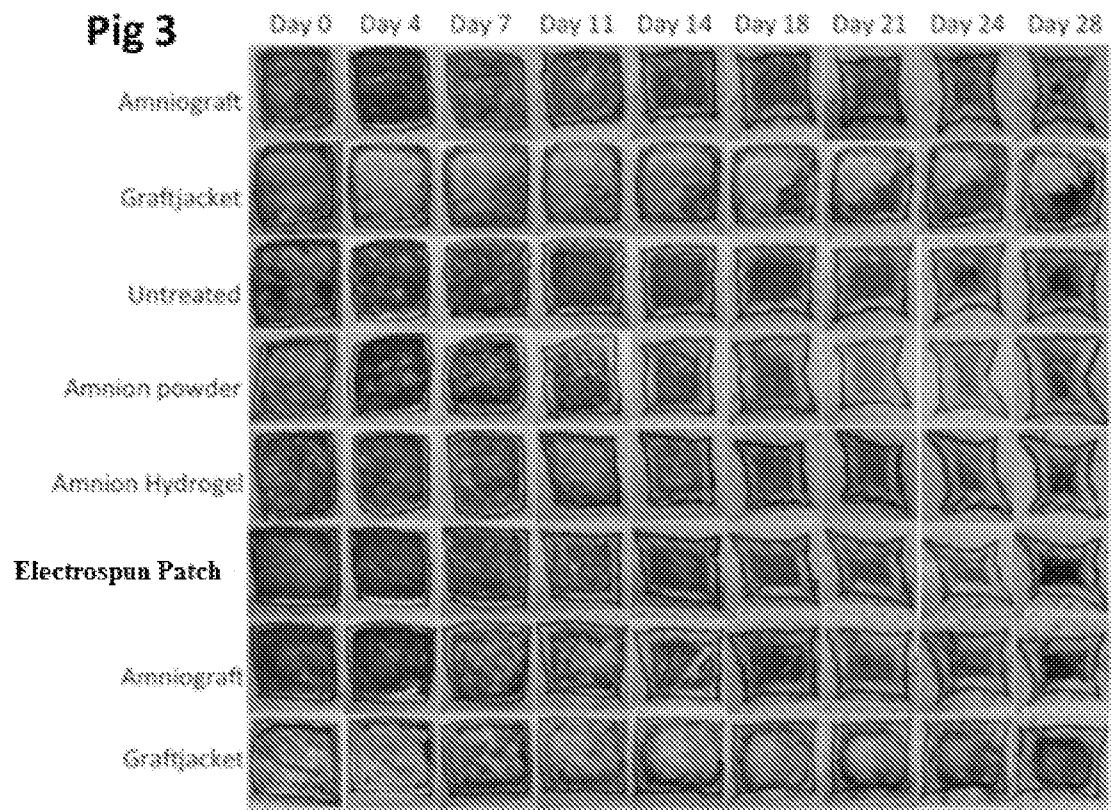 Pig 3
Day 0 Day 4 Day 7 Day 11 Day 14 Day 18 Day 21 Day 24 Day 28
Amniograft
Graftjacket
Untreated
Amnion powder
Amnion Hydrogel
Electrospun Patch
Amniograft
Graftjacket